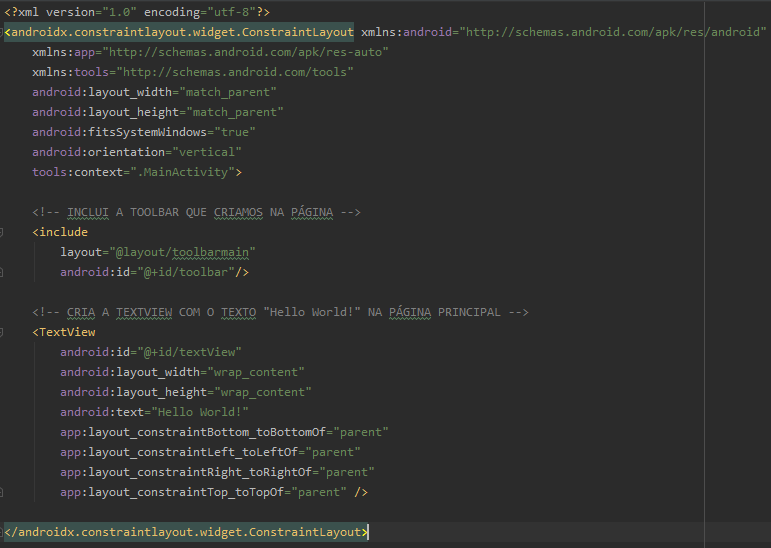 <?xml version="1.0" encoding="utf-8"?>
<androidx.constraintlayout.widget.ConstraintLayout xmlns:android="http://schemas.android.com/apk/res/android"
    xmlns:app="http://schemas.android.com/apk/res-auto"
    xmlns:tools="http://schemas.android.com/tools"
    android:layout_width="match_parent"
    android:layout_height="match_parent"
    android:fitsSystemWindows="true"
    android:orientation="vertical"
    tools:context=".MainActivity">

    <!-- INCLUI A TOOLBAR QUE CRIAMOS NA PÁGINA -->
    <include
        layout="@layout/toolbarmain"
        android:id="@+id/toolbar"/>

    <!-- CRIA A TEXTVIEW COM O TEXTO "Hello World!" NA PÁGINA PRINCIPAL -->
    <TextView
        android:id="@+id/textView"
        android:layout_width="wrap_content"
        android:layout_height="wrap_content"
        android:text="Hello World!"
        app:layout_constraintBottom_toBottomOf="parent"
        app:layout_constraintLeft_toLeftOf="parent"
        app:layout_constraintRight_toRightOf="parent"
        app:layout_constraintTop_toTopOf="parent" />

</androidx.constraintlayout.widget.ConstraintLayout>